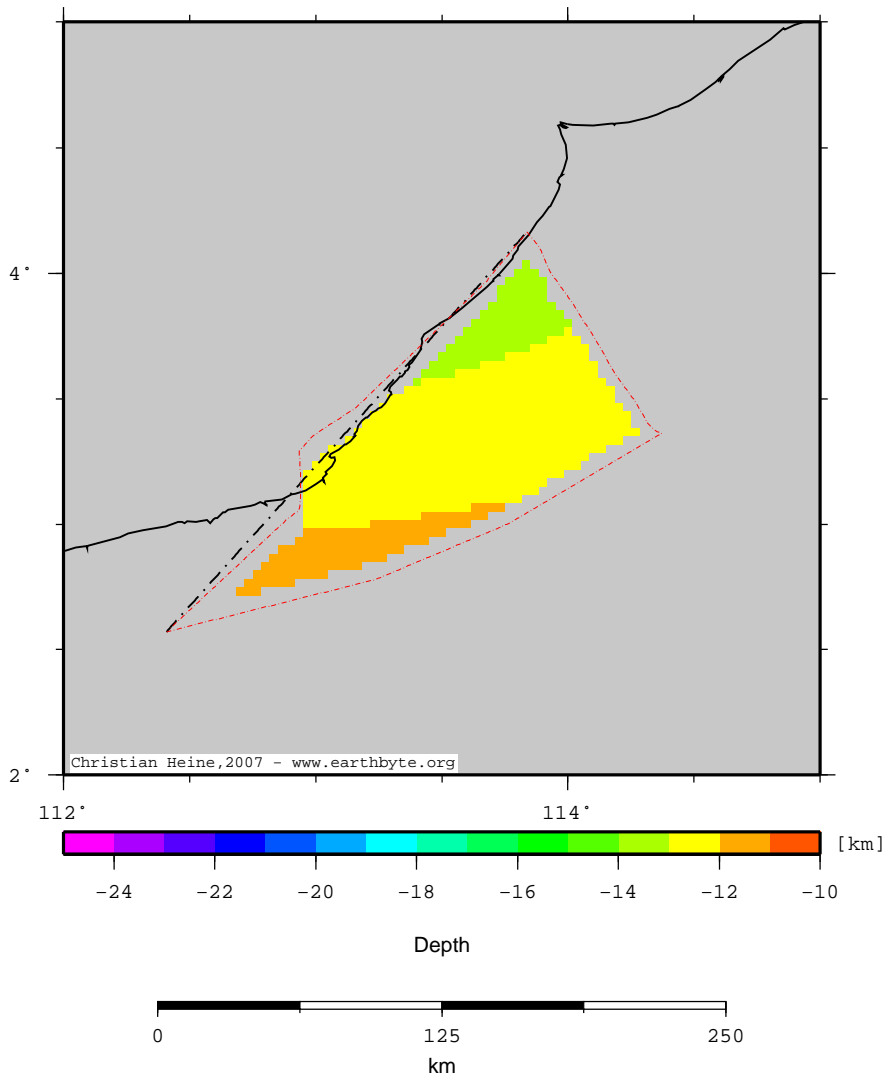 4°
2°
Christian Heine,2007 - www.earthbyte.org
112° 114°
[km]
-24 -22 -20 -18 -16 -14 -12 -10
Depth
0 125 250
km